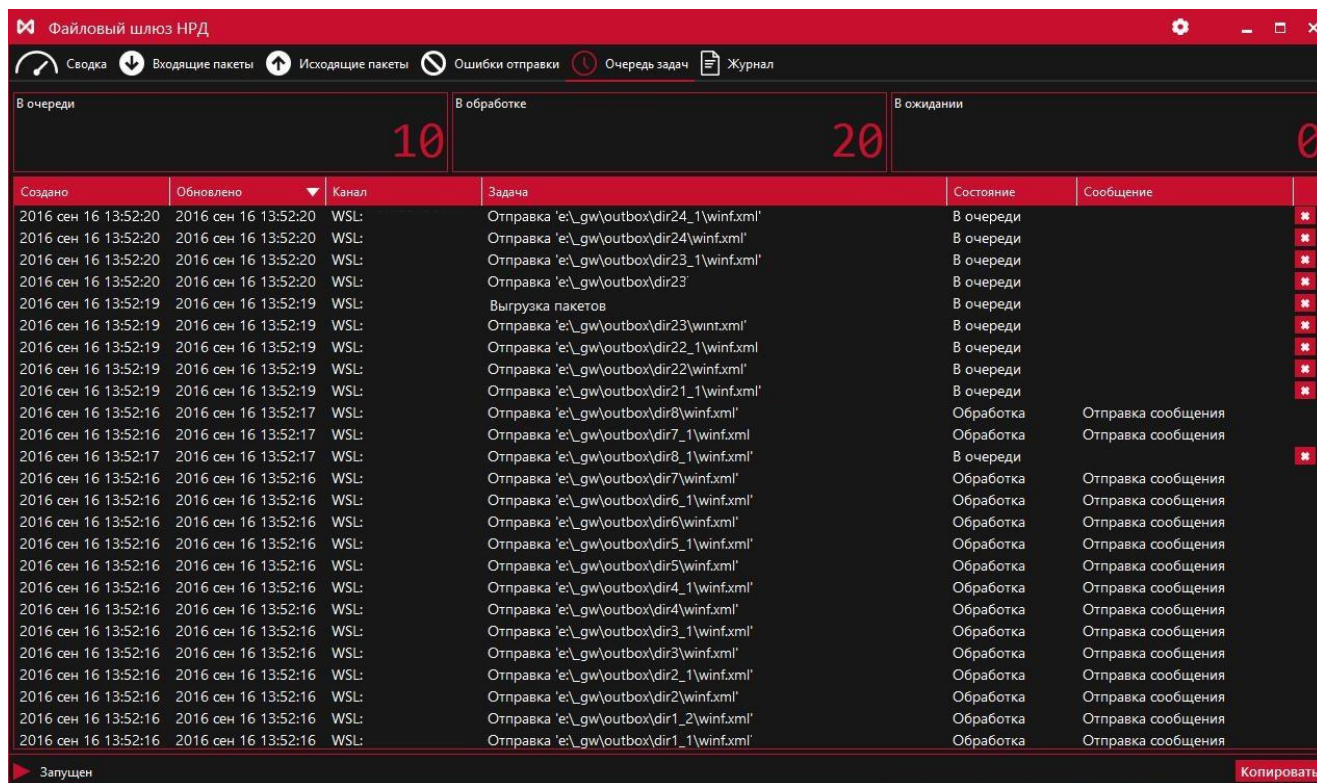 Файловый шлюз НРД
Сводка Входящие пакеты Исходящие пакеты Ошибки отправки Очередь задач Журнал
В очереди В обработке В ожидании
10 20 0
Создано Обновлено Канал Задача Состояние Сообщение
2016 сен 16 13:52:20 2016 сен 16 13:52:20 WSL: Отправка 'e:\_gw\outbox\dir24_1\winf.xml' В очереди
2016 сен 16 13:52:20 2016 сен 16 13:52:20 WSL: Отправка 'e:\_gw\outbox\dir24\winf.xml' В очереди
2016 сен 16 13:52:20 2016 сен 16 13:52:20 WSL: Отправка 'e:\_gw\outbox\dir23_1\winf.xml' В очереди
2016 сен 16 13:52:20 2016 сен 16 13:52:20 WSL: Отправка 'e:\_gw\outbox\dir23' В очереди
2016 сен 16 13:52:19 2016 сен 16 13:52:19 WSL: Выгрузка пакетов В очереди
2016 сен 16 13:52:19 2016 сен 16 13:52:19 WSL: Отправка 'e:\_gw\outbox\dir23\winf.xml' В очереди
2016 сен 16 13:52:19 2016 сен 16 13:52:19 WSL: Отправка 'e:\_gw\outbox\dir22_1\winf.xml В очереди
2016 сен 16 13:52:19 2016 сен 16 13:52:19 WSL: Отправка 'e:\_gw\outbox\dir22\winf.xml' В очереди
2016 сен 16 13:52:19 2016 сен 16 13:52:19 WSL: Отправка 'e:\_gw\outbox\dir21_1\winf.xml' В очереди
2016 сен 16 13:52:16 2016 сен 16 13:52:17 WSL: Отправка 'e:\_gw\outbox\dir8\winf.xml' Обработка Отправка сообщения
2016 сен 16 13:52:16 2016 сен 16 13:52:17 WSL: Отправка 'e:\_gw\outbox\dir7_1\winf.xml Обработка Отправка сообщения
2016 сен 16 13:52:17 2016 сен 16 13:52:17 WSL: Отправка 'e:\_gw\outbox\dir8_1\winf.xml' В очереди
2016 сен 16 13:52:16 2016 сен 16 13:52:16 WSL: Отправка 'e:\_gw\outbox\dir7\winf.xml' Обработка Отправка сообщения
2016 сен 16 13:52:16 2016 сен 16 13:52:16 WSL: Отправка 'e:\_gw\outbox\dir6_1\winf.xml' Обработка Отправка сообщения
2016 сен 16 13:52:16 2016 сен 16 13:52:16 WSL: Отправка 'e:\_gw\outbox\dir6\winf.xml' Обработка Отправка сообщения
2016 сен 16 13:52:16 2016 сен 16 13:52:16 WSL: Отправка 'e:\_gw\outbox\dir5_1\winf.xml' Обработка Отправка сообщения
2016 сен 16 13:52:16 2016 сен 16 13:52:16 WSL: Отправка 'e:\_gw\outbox\dir5\winf.xml' Обработка Отправка сообщения
2016 сен 16 13:52:16 2016 сен 16 13:52:16 WSL: Отправка 'e:\_gw\outbox\dir4_1\winf.xml' Обработка Отправка сообщения
2016 сен 16 13:52:16 2016 сен 16 13:52:16 WSL: Отправка 'e:\_gw\outbox\dir4\winf.xml' Обработка Отправка сообщения
2016 сен 16 13:52:16 2016 сен 16 13:52:16 WSL: Отправка 'e:\_gw\outbox\dir3_1\winf.xml' Обработка Отправка сообщения
2016 сен 16 13:52:16 2016 сен 16 13:52:16 WSL: Отправка 'e:\_gw\outbox\dir3\winf.xml' Обработка Отправка сообщения
2016 сен 16 13:52:16 2016 сен 16 13:52:16 WSL: Отправка 'e:\_gw\outbox\dir2_1\winf.xml' Обработка Отправка сообщения
2016 сен 16 13:52:16 2016 сен 16 13:52:16 WSL: Отправка 'e:\_gw\outbox\dir2\winf.xml' Обработка Отправка сообщения
2016 сен 16 13:52:16 2016 сен 16 13:52:16 WSL: Отправка 'e:\_gw\outbox\dir1_2\winf.xml' Обработка Отправка сообщения
2016 сен 16 13:52:16 2016 сен 16 13:52:16 WSL: Отправка 'e:\_gw\outbox\dir1_1\winf.xml' Обработка Отправка сообщения
Запущен Копировать